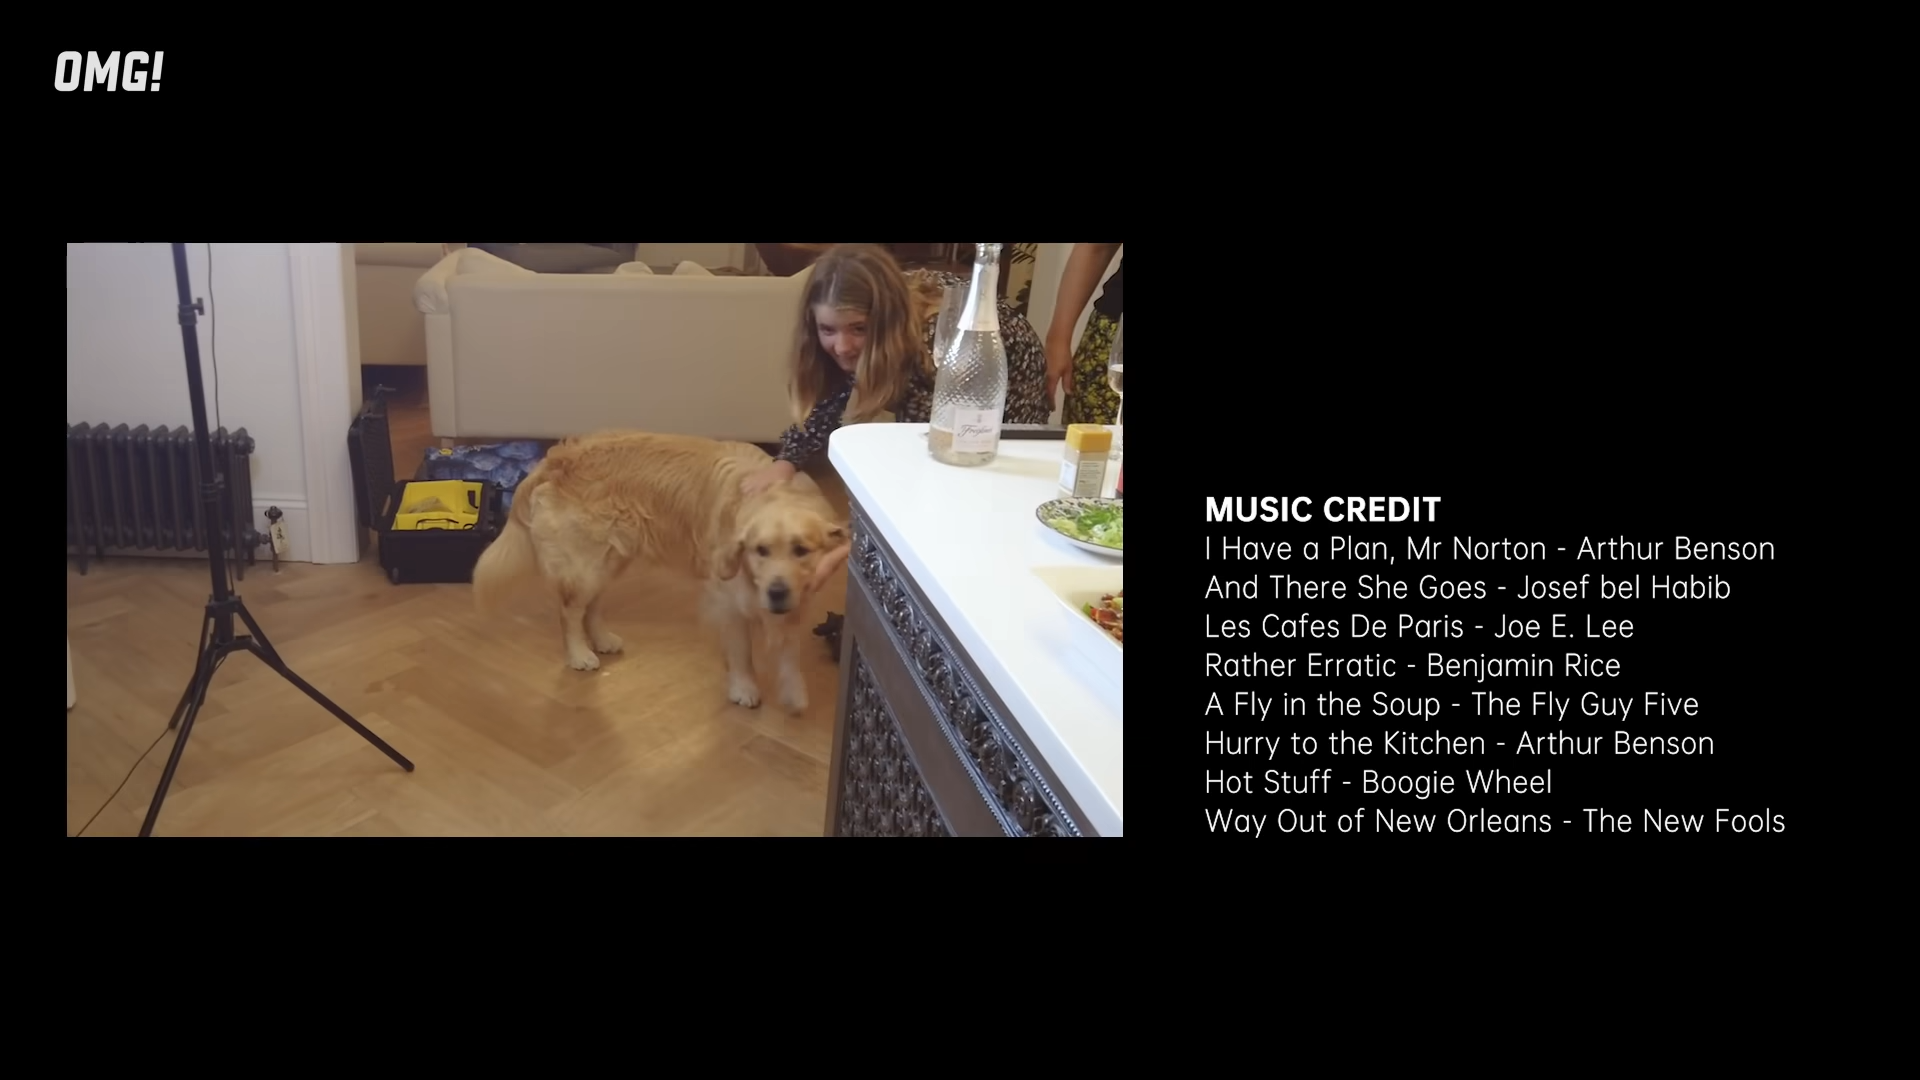 OMG!
Freixenet
MUSIC CREDIT
I Have a Plan, Mr Norton - Arthur Benson
And There She Goes - Josef bel Habib
Les Cafes De Paris - Joe E. Lee
Rather Erratic - Benjamin Rice
A Fly in the Soup - The Fly Guy Five
Hurry to the Kitchen - Arthur Benson
Hot Stuff - Boogie Wheel
Way Out of New Orleans - The New Fools